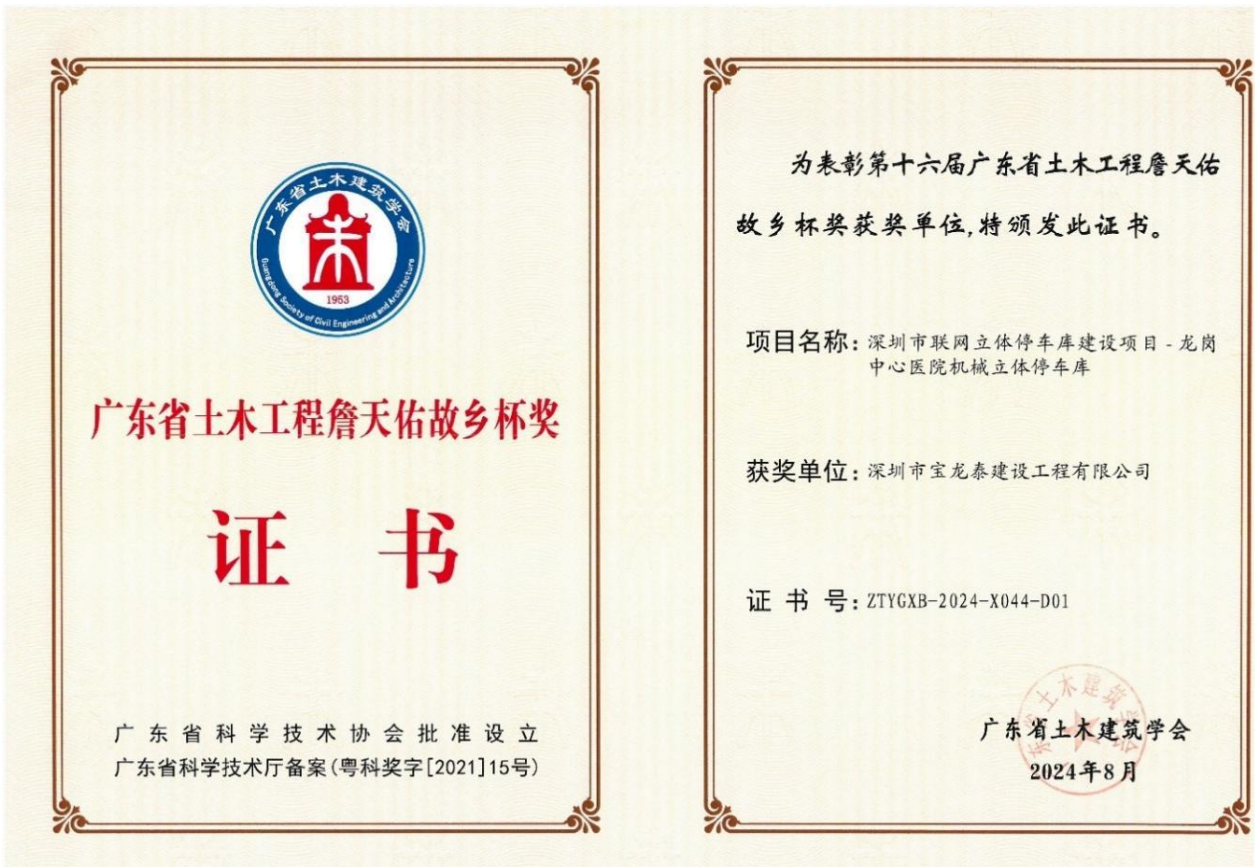 广东省土木建筑学会
1953
Guangdong Society of Civil Engineering and Architecture
广东省土木工程詹天佑故乡杯奖
证 书
广东省科学技术协会批准设立
广东省科学技术厅备案(粤科奖字[2021]15号)
为表彰第十六届广东省土木工程詹天佑
故乡杯奖获奖单位,特颁发此证书。
项目名称: 深圳市联网立体停车库建设项目-龙岗
中心医院机械立体停车库
获奖单位: 深圳市宝龙泰建设工程有限公司
证 书 号: ZTYGXB-2024-X044-D01
广东省土木建筑学会
2024年8月